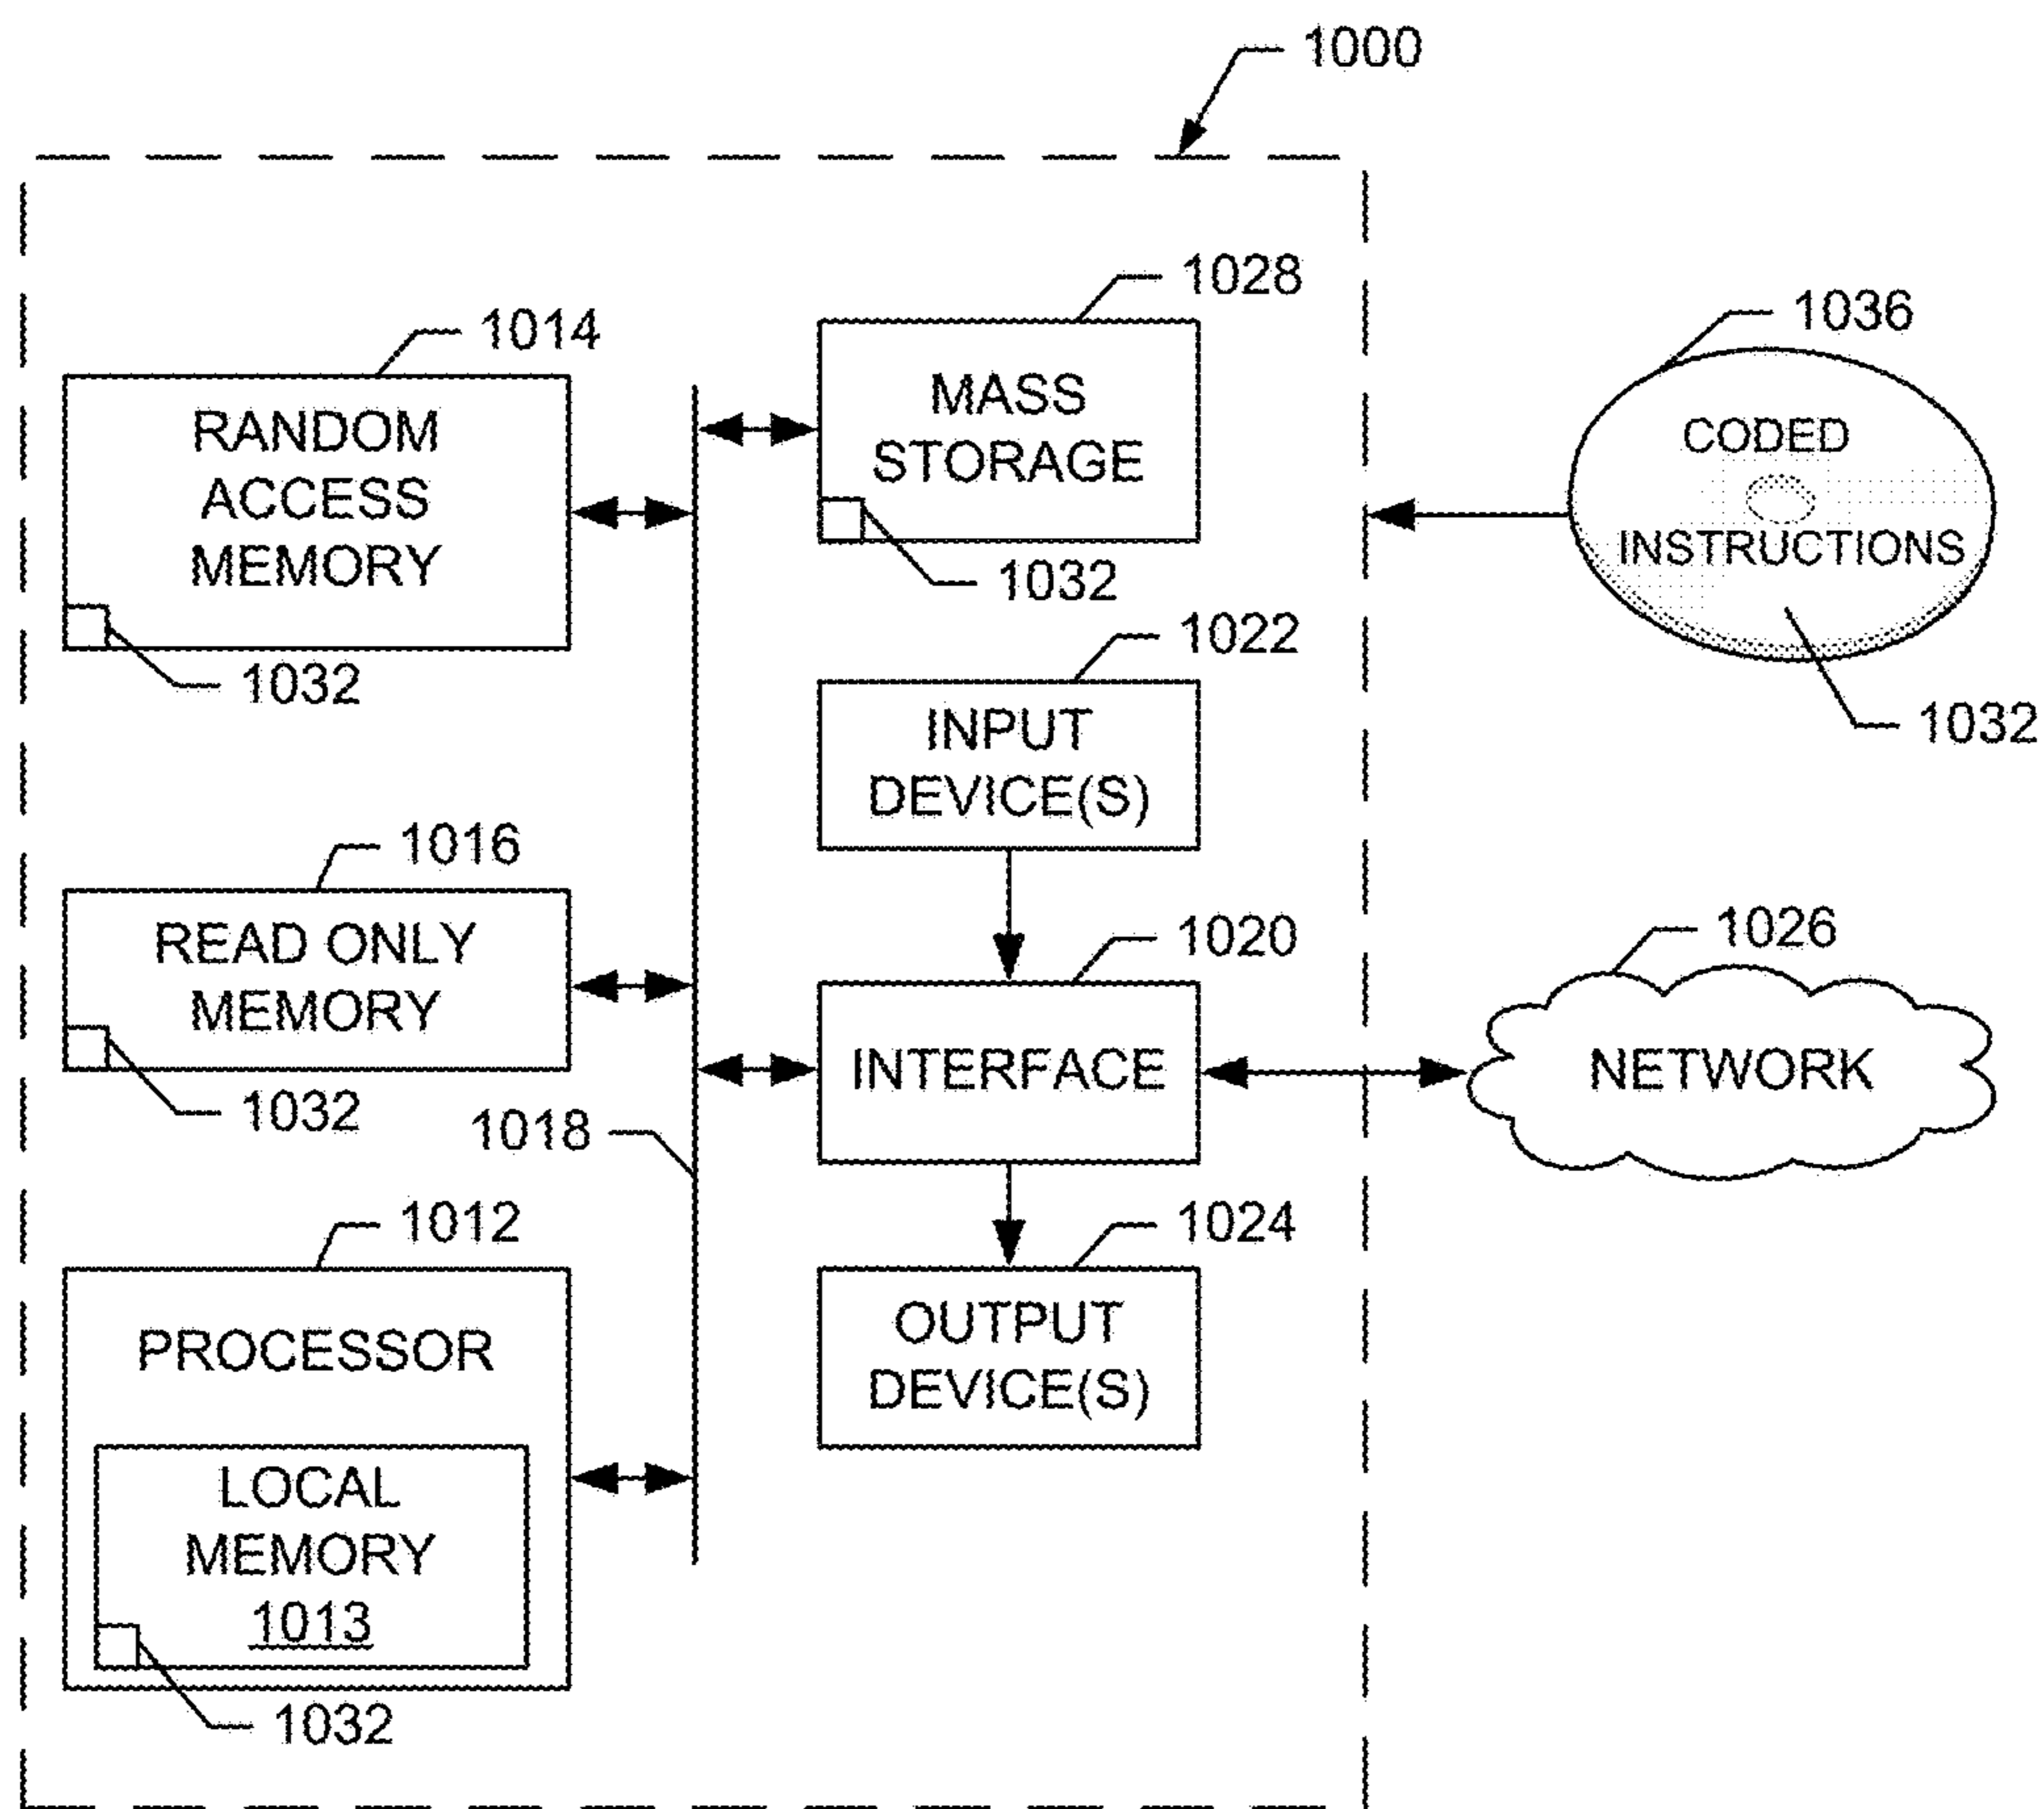 1000
1014
RANDOM
ACCESS
MEMORY
1032
1028
MASS
STORAGE
1032
1036
CODED
INSTRUCTIONS
1032
1022
INPUT
DEVICE(S)
1016
READ ONLY
MEMORY
1032
1018
1020
INTERFACE
1026
NETWORK
1012
PROCESSOR
LOCAL
MEMORY
1013
1032
1024
OUTPUT
DEVICE(S)